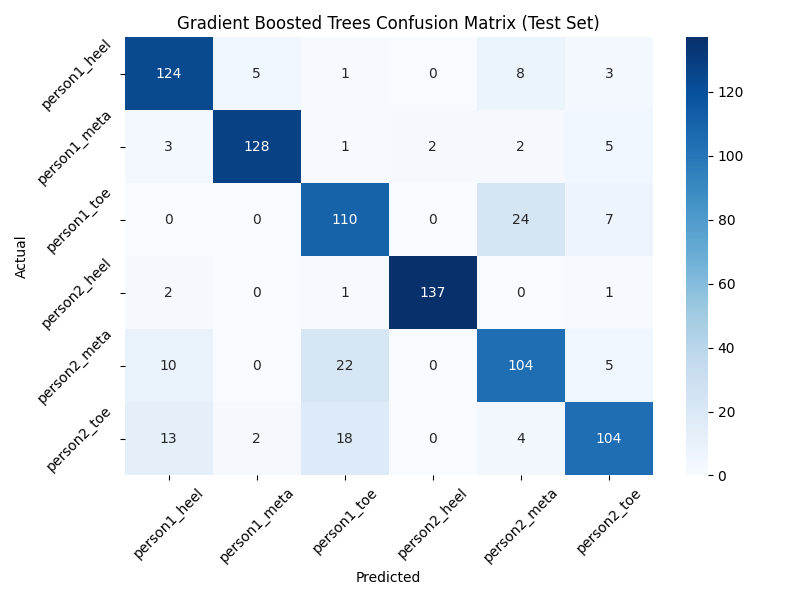 Gradient Boosted Trees Confusion Matrix (Test Set)
Actual
person1_heel 124 5 1 0 8 3
person1_meta 3 128 1 2 2 5
person1_toe 0 0 110 0 24 7
person2_heel 2 0 1 137 0 1
person2_meta 10 0 22 0 104 5
person2_toe 13 2 18 0 4 104
person1_heel person1_meta person1_toe person2_heel person2_meta person2_toe
Predicted
120
100
80
60
40
20
0